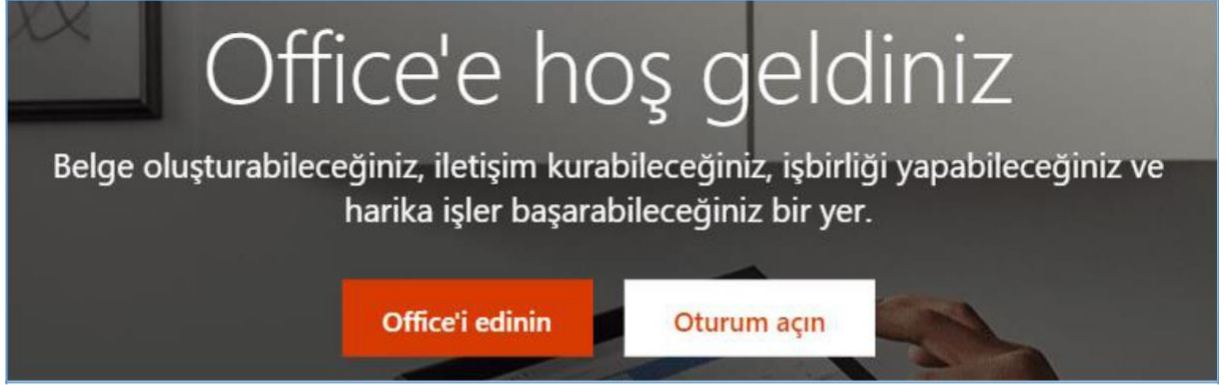 Office'e hoş geldiniz
Belge oluşturabileceğiniz, iletişim kurabileceğiniz, işbirliği yapabileceğiniz ve
harika işler başarabileceğiniz bir yer.
Office'i edinin
Oturum açın